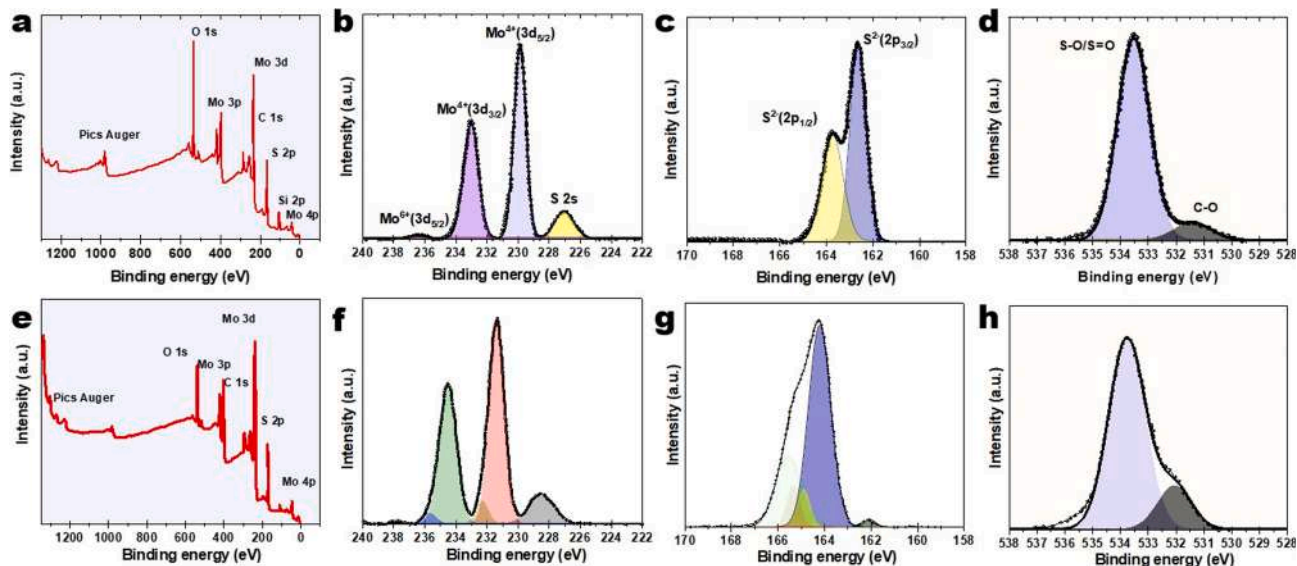 a
O 1s
Mo 3d
Mo 3p
C 1s
Pics Auger
S 2p
Si 2p
Mo 4p
Intensity (a.u.)
1200 1000 800 600 400 200 0
Binding energy (eV)
b
Mo⁴⁺(3d₅/₂)
Mo⁴⁺(3d₃/₂)
S 2s
Mo⁶⁺(3d₅/₂)
Intensity (a.u.)
240 238 236 234 232 230 228 226 224 222
Binding energy (eV)
c
S²⁻(2p₃/₂)
S²⁻(2p₁/₂)
Intensity (a.u.)
170 168 166 164 162 160 158
Binding energy (eV)
d
S-O/S=O
C-O
Intensity (a.u.)
538 537 536 535 534 533 532 531 530 529 528
Binding energy (eV)
e
Mo 3d
O 1s
Mo 3p
C 1s
Pics Auger
S 2p
Mo 4p
Intensity (a.u.)
1200 1000 800 600 400 200 0
Binding energy (eV)
f
Intensity (a.u.)
240 238 236 234 232 230 228 226 224 222
Binding energy (eV)
g
Intensity (a.u.)
170 168 166 164 162 160 158
Binding energy (eV)
h
Intensity (a.u.)
538 537 536 535 534 533 532 531 530 529 528
Binding energy (eV)